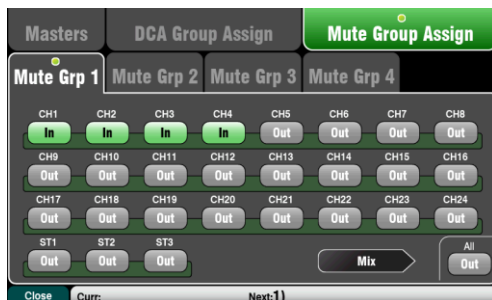 Masters DCA Group Assign Mute Group Assign
Mute Grp 1 Mute Grp 2 Mute Grp 3 Mute Grp 4
CH1 CH2 CH3 CH4 CH5 CH6 CH7 CH8
In In In In Out Out Out Out
CH9 CH10 CH11 CH12 CH13 CH14 CH15 CH16
Out Out Out Out Out Out Out Out
CH17 CH18 CH19 CH20 CH21 CH22 CH23 CH24
Out Out Out Out Out Out Out Out
ST1 ST2 ST3 All
Out Out Out Mix Out
Close Curr: Next:1)